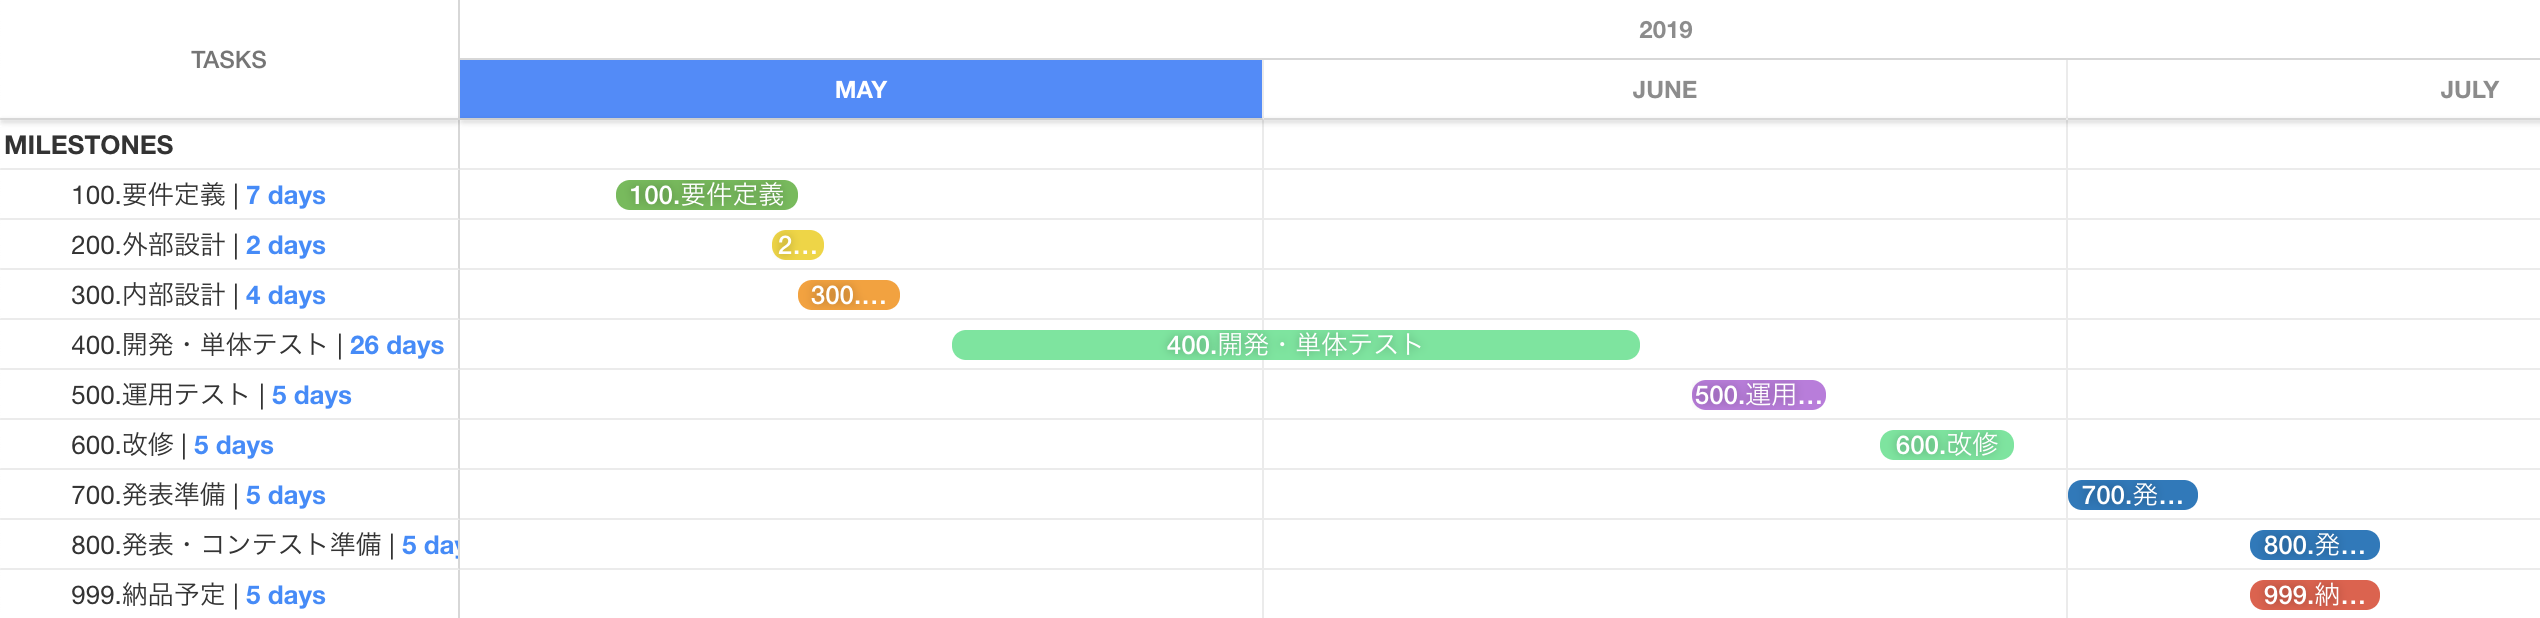 TASKS
2019
MAY
JUNE
JULY
MILESTONES
100.要件定義 | 7 days
100.要件定義
200.外部設計 | 2 days
2...
300.内部設計 | 4 days
300....
400.開発・単体テスト | 26 days
400.開発・単体テスト
500.運用テスト | 5 days
500.運用...
600.改修 | 5 days
600.改修
700.発表準備 | 5 days
700.発...
800.発表・コンテスト準備 | 5 day
800.発...
999.納品予定 | 5 days
999.納...